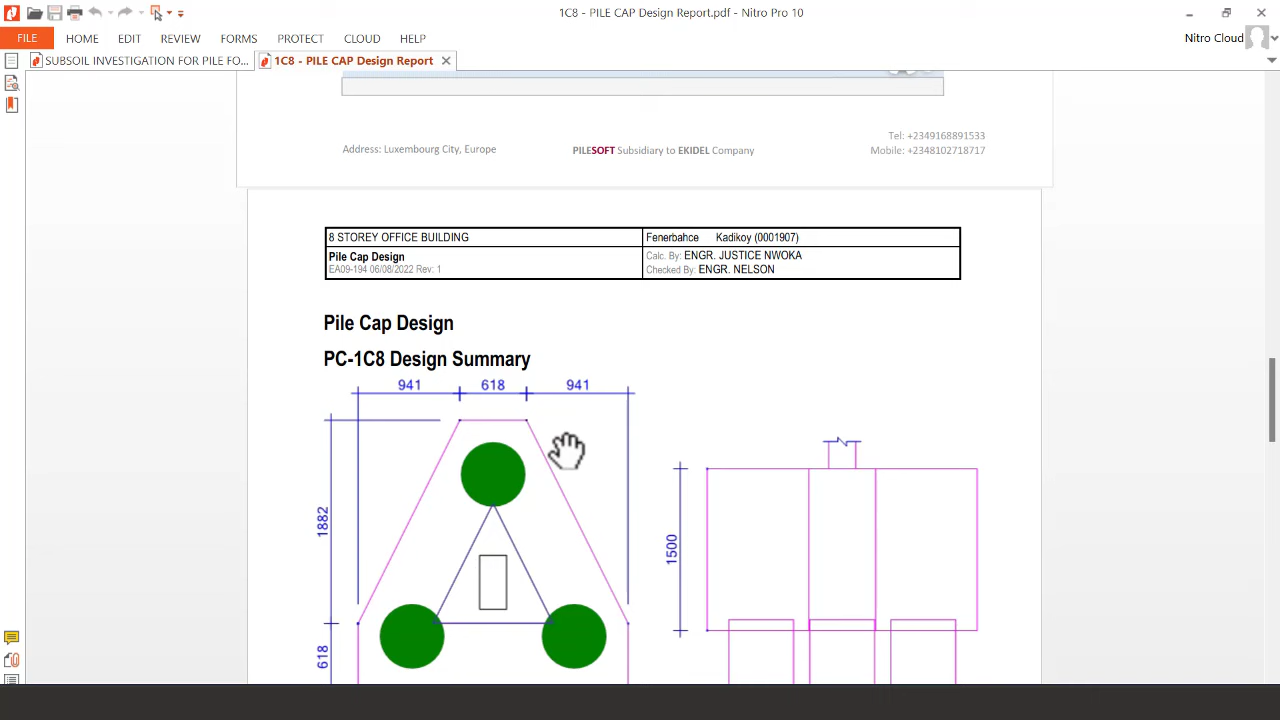 1C8 - PILE CAP Design Report.pdf - Nitro Pro 10
FILE HOME EDIT REVIEW FORMS PROTECT CLOUD HELP
Nitro Cloud
SUBSOIL INVESTIGATION FOR PILE FO...
1C8 - PILE CAP Design Report
Address: Luxembourg City, Europe
PILESOFT Subsidiary to EKIDEL Company
Tel: +2349168891533
Mobile: +2348102718717
8 STOREY OFFICE BUILDING
Fenerbahce Kadikoy (0001907)
Pile Cap Design
EA09-194 06/08/2022 Rev: 1
Calc. By: ENGR. JUSTICE NWOKA
Checked By: ENGR. NELSON
Pile Cap Design
PC-1C8 Design Summary
941 618 941
1882
618
1500